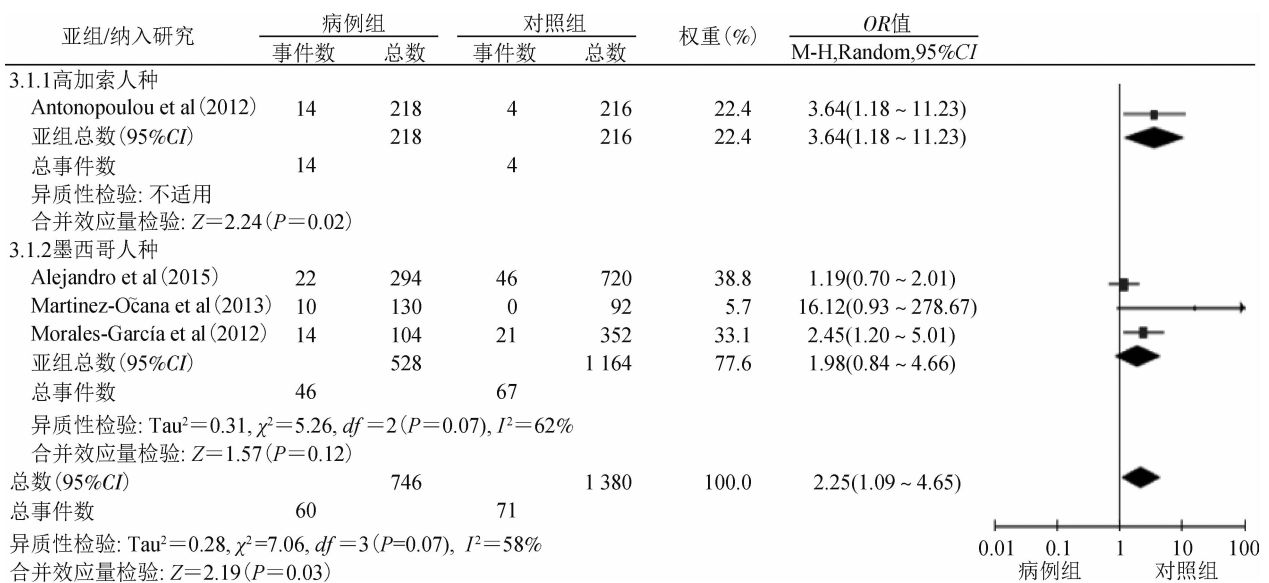 亚组/纳入研究 病例组 对照组 权重(%) OR值
事件数 总数 事件数 总数 M-H,Random,95%CI
3.1.1高加索人种
Antonopoulou et al(2012) 14 218 4 216 22.4 3.64(1.18~11.23)
亚组总数(95%CI) 218 216 22.4 3.64(1.18~11.23)
总事件数 14 4
异质性检验: 不适用
合并效应量检验: Z=2.24(P=0.02)
3.1.2墨西哥人种
Alejandro et al(2015) 22 294 46 720 38.8 1.19(0.70~2.01)
Martinez-Oc̃ana et al(2013) 10 130 0 92 5.7 16.12(0.93~278.67)
Morales-García et al(2012) 14 104 21 352 33.1 2.45(1.20~5.01)
亚组总数(95%CI) 528 1 164 77.6 1.98(0.84~4.66)
总事件数 46 67
异质性检验: Tau²=0.31, χ²=5.26, df=2(P=0.07), I²=62%
合并效应量检验: Z=1.57(P=0.12)
总数(95%CI) 746 1 380 100.0 2.25(1.09~4.65)
总事件数 60 71
异质性检验: Tau²=0.28, χ²=7.06, df=3(P=0.07), I²=58%
合并效应量检验: Z=2.19(P=0.03)
0.01 1 10 100
病例组 对照组